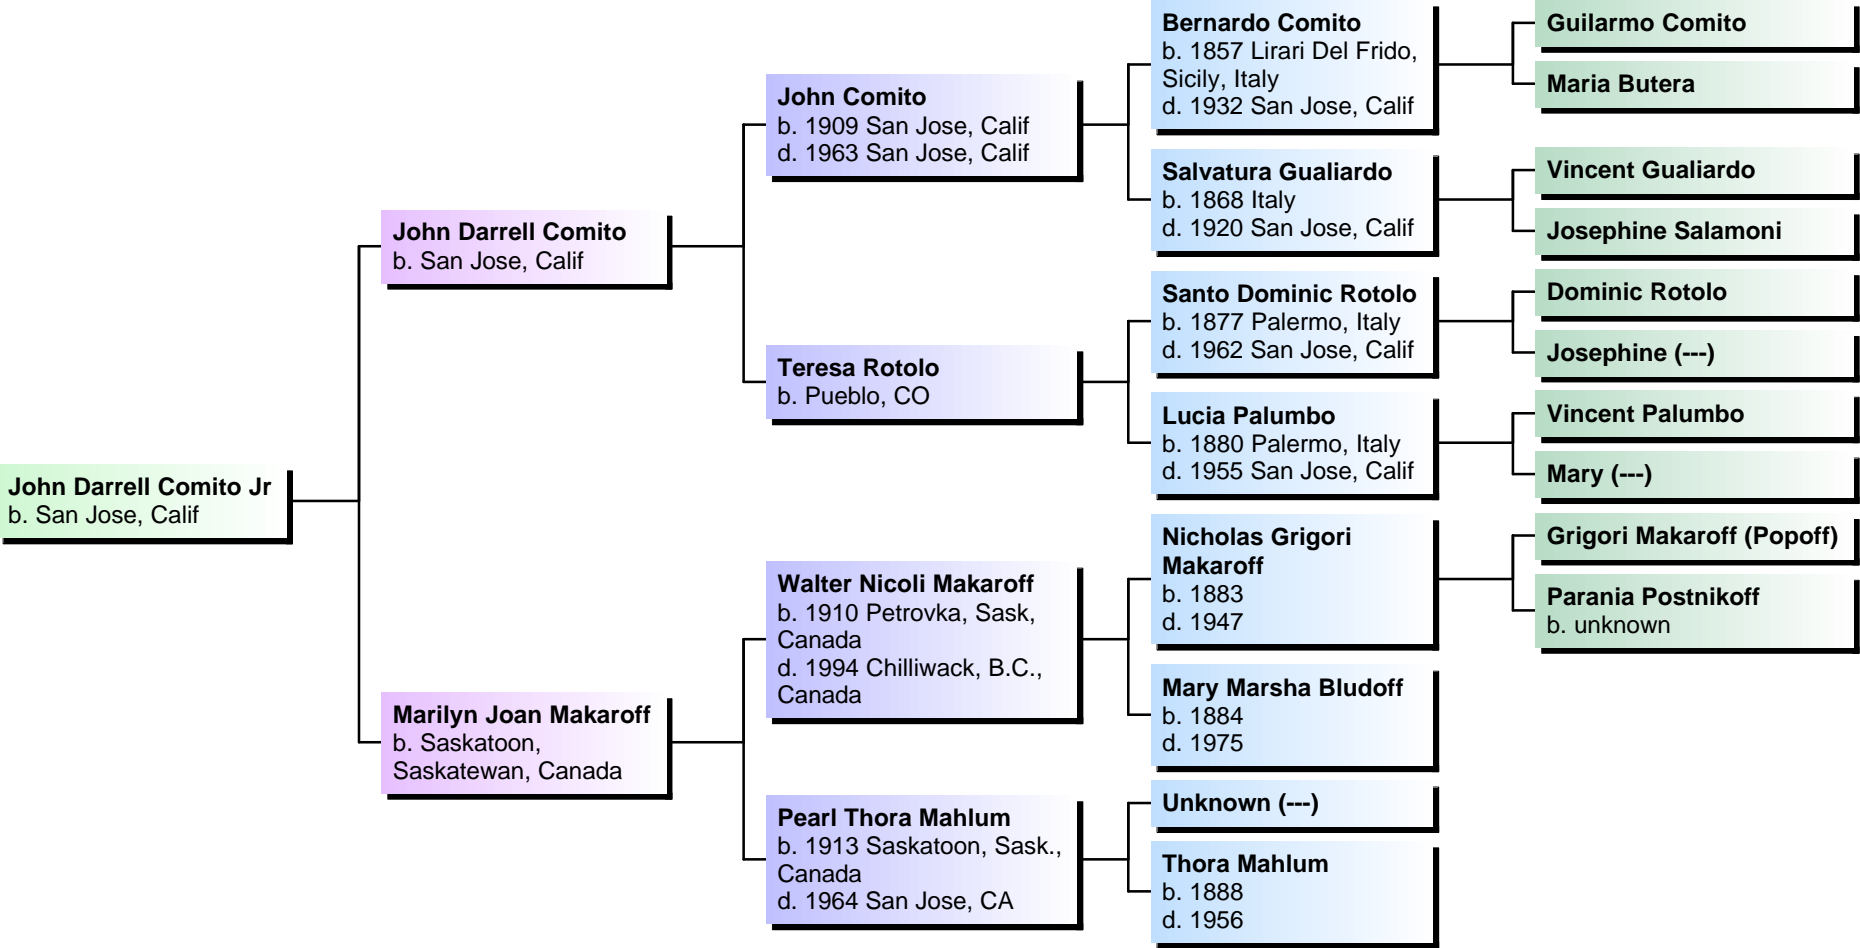 John Darrell Comito Jr
b. San Jose, Calif
John Darrell Comito
b. San Jose, Calif
Marilyn Joan Makaroff
b. Saskatoon,
Saskatewan, Canada
John Comito
b. 1909 San Jose, Calif
d. 1963 San Jose, Calif
Teresa Rotolo
b. Pueblo, CO
Walter Nicoli Makaroff
b. 1910 Petrovka, Sask,
Canada
d. 1994 Chilliwack, B.C.,
Canada
Pearl Thora Mahlum
b. 1913 Saskatoon, Sask.,
Canada
d. 1964 San Jose, CA
Bernardo Comito
b. 1857 Lirari Del Frido,
Sicily, Italy
d. 1932 San Jose, Calif
Salvatura Gualiardo
b. 1868 Italy
d. 1920 San Jose, Calif
Santo Dominic Rotolo
b. 1877 Palermo, Italy
d. 1962 San Jose, Calif
Lucia Palumbo
b. 1880 Palermo, Italy
d. 1955 San Jose, Calif
Nicholas Grigori
Makaroff
b. 1883
d. 1947
Mary Marsha Bludoff
b. 1884
d. 1975
Unknown (---)
Thora Mahlum
b. 1888
d. 1956
Guilarmo Comito
Maria Butera
Vincent Gualiardo
Josephine Salamoni
Dominic Rotolo
Josephine (---)
Vincent Palumbo
Mary (---)
Grigori Makaroff (Popoff)
Parania Postnikoff
b. unknown